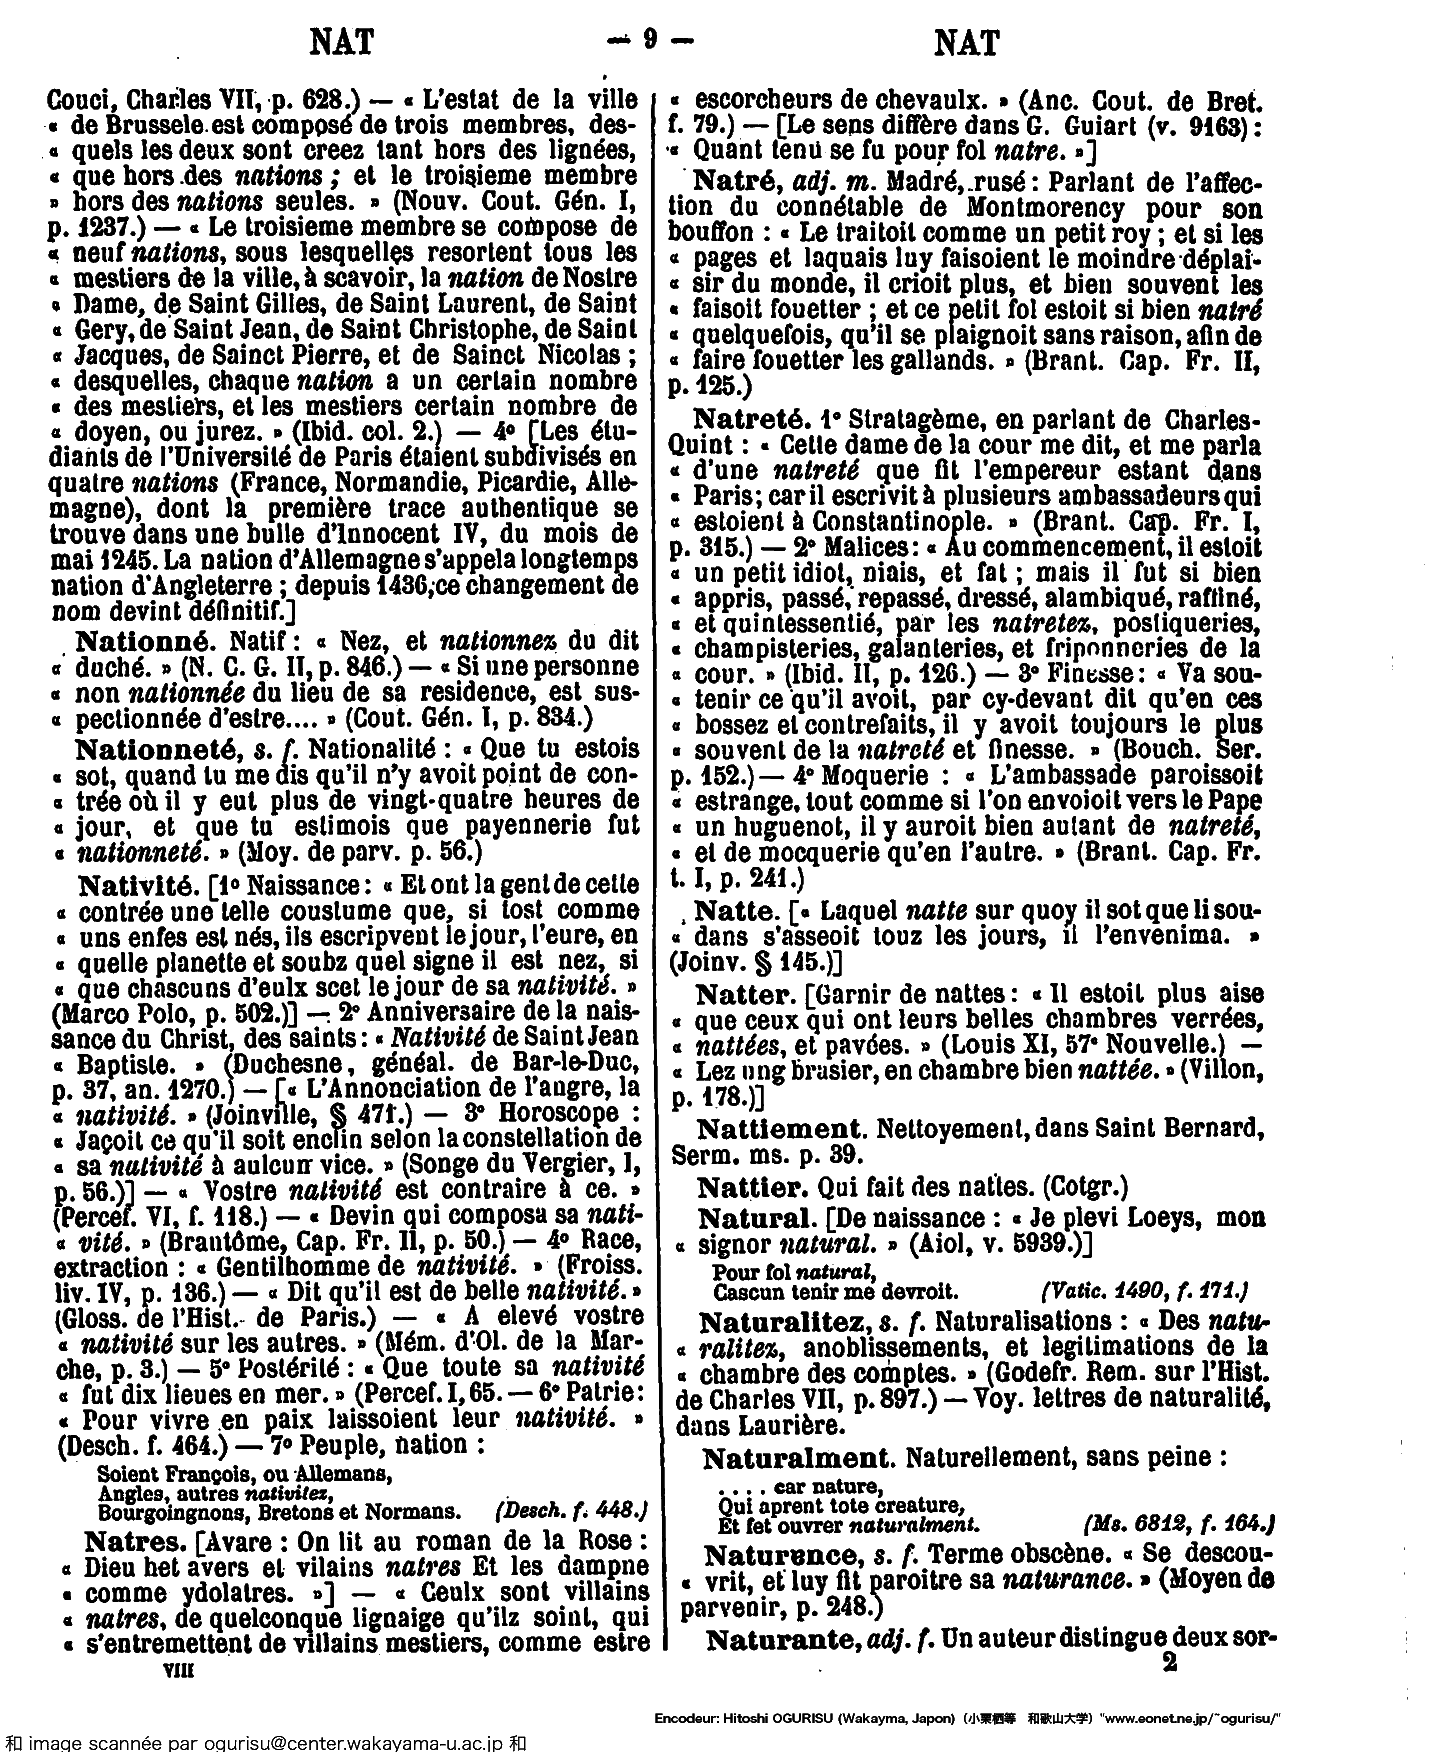 NAT
— 9 —
NAT
Couci, Charles VII, p. 628.) — « L'estat de la ville
« de Brussele est composé de trois membres, des-
« quels les deux sont creez tant hors des lignées,
« que hors des nations ; et le troisieme membre
» hors des nations seules. » (Nouv. Cout. Gén. I,
p. 1237.) — « Le troisieme membre se compose de
« neuf nations, sous lesquelles resortent tous les
« mestiers de la ville, à scavoir, la nation de Nostre
« Dame, de Saint Gilles, de Saint Laurent, de Saint
« Gery, de Saint Jean, de Saint Christophe, de Saint
« Jacques, de Sainct Pierre, et de Sainct Nicolas ;
« desquelles, chaque nation a un certain nombre
« des mestiers, et les mestiers certain nombre de
« doyen, ou jurez. » (Ibid. col. 2.) — 4° [Les étu-
diants de l'Université de Paris étaient subdivisés en
quatre nations (France, Normandie, Picardie, Alle-
magne), dont la première trace authentique se
trouve dans une bulle d'Innocent IV, du mois de
mai 1245. La nation d'Allemagne s'appela longtemps
nation d'Angleterre ; depuis 1436, ce changement de
nom devint définitif.]
Nationné. Natif : « Nez, et nationnez du dit
« duché. » (N. C. G. II, p. 846.) — « Si une personne
« non nationnée du lieu de sa residence, est sus-
« pectionnée d'estre.... » (Cout. Gén. I, p. 834.)
Nationneté, s. f. Nationalité : « Que tu estois
« sot, quand tu me dis qu'il n'y avoit point de con-
« trée où il y eut plus de vingt-quatre heures de
« jour, et que tu estimois que payennerie fut
« nationneté. » (Moy. de parv. p. 56.)
Nativité. [1° Naissance : « Et ont la gent de cette
« contrée une telle coustume que, si tost comme
« uns enfes est nés, ils escripvent le jour, l'eure, en
« quelle planette et soubz quel signe il est nez, si
« que chascuns d'eulx scet le jour de sa nativité. »
(Marco Polo, p. 502.)] — 2° Anniversaire de la nais-
sance du Christ, des saints : « Nativité de Saint Jean
« Baptiste. » (Duchesne, généal. de Bar-le-Duc,
p. 37, an. 1270.) — [« L'Annonciation de l'angre, la
« nativité. » (Joinville, § 471.) — 3° Horoscope :
« Jaçoit ce qu'il soit enclin selon la constellation de
« sa nativité à aulcun vice. » (Songe du Vergier, I,
p. 56.)] — « Vostre nativité est contraire à ce. »
(Percef. VI, f. 118.) — « Devin qui composa sa nati-
« vité. » (Brantôme, Cap. Fr. II, p. 50.) — 4° Race,
extraction : « Gentilhomme de nativité. » (Froiss.
liv. IV, p. 136.) — « Dit qu'il est de belle nativité. »
(Gloss. de l'Hist. de Paris.) — « A elevé vostre
« nativité sur les autres. » (Mém. d'Ol. de la Mar-
che, p. 3.) — 5° Postérité : « Que toute sa nativité
« fut dix lieues en mer. » (Percef. I, 65. — 6° Patrie :
« Pour vivre en paix laissoient leur nativité. »
(Desch. f. 464.) — 7° Peuple, nation :
Soient François, ou Allemans,
Angles, autres nativitez,
Bourgoingnons, Bretons et Normans. (Desch. f. 448.)
Natres. [Avare : On lit au roman de la Rose :
« Dieu het avers et vilains natres Et les dampne
« comme ydolatres. »] — « Ceulx sont villains
« natres, de quelconque lignaige qu'ilz soint, qui
« s'entremettent de villains mestiers, comme estre
VIII
« escorcheurs de chevaulx. » (Anc. Cout. de Bret.
f. 79.) — [Le sens diffère dans G. Guiart (v. 9163) :
« Quant tenu se fu pour fol natre. »]
Natré, adj. m. Madré, rusé : Parlant de l'affec-
tion du connétable de Montmorency pour son
bouffon : « Le traitoit comme un petit roy ; et si les
« pages et laquais luy faisoient le moindre déplai-
« sir du monde, il crioit plus, et bien souvent les
« faisoit fouetter ; et ce petit fol estoit si bien natré
« quelquefois, qu'il se plaignoit sans raison, afin de
« faire fouetter les gallands. » (Brant. Cap. Fr. II,
p. 125.)
Natreté. 1° Stratagème, en parlant de Charles-
Quint : « Cette dame de la cour me dit, et me parla
« d'une natreté que fit l'empereur estant dans
« Paris ; car il escrivit à plusieurs ambassadeurs qui
« estoient à Constantinople. » (Brant. Cap. Fr. I,
p. 315.) — 2° Malices : « Au commencement, il estoit
« un petit idiot, niais, et fat ; mais il fut si bien
« appris, passé, repassé, dressé, alambiqué, raffiné,
« et quintessentié, par les natretez, postiqueries,
« champisteries, galanteries, et friponneries de la
« cour. » (Ibid. II, p. 126.) — 3° Finesse : « Va sou-
« tenir ce qu'il avoit, par cy-devant dit qu'en ces
« bossez et contrefaits, il y avoit toujours le plus
« souvent de la natreté et finesse. » (Bouch. Ser.
p. 152.) — 4° Moquerie : « L'ambassade paroissoit
« estrange, tout comme si l'on envoioit vers le Pape
« un huguenot, il y auroit bien autant de natreté,
« et de mocquerie qu'en l'autre. » (Brant. Cap. Fr.
t. I, p. 241.)
Natte. [« Laquel natte sur quoy il sot que li sou-
« dans s'asseoit touz les jours, il l'envenima. »
(Joinv. § 145.)]
Natter. [Garnir de nattes : « Il estoit plus aise
« que ceux qui ont leurs belles chambres verrées,
« nattées, et pavées. » (Louis XI, 57e Nouvelle.) —
« Lez ung brasier, en chambre bien nattée. » (Villon,
p. 178.)]
Nattiement. Nettoyement, dans Saint Bernard,
Serm. ms. p. 39.
Nattier. Qui fait des nattes. (Cotgr.)
Natural. [De naissance : « Je plevi Loeys, mon
« signor natural. » (Aiol, v. 5939.)]
Pour fol natural,
Cascun tenir me devroit. (Vatic. 1490, f. 171.)
Naturalitez, s. f. Naturalisations : « Des natu-
« ralitez, anoblissements, et legitimations de la
« chambre des comptes. » (Godefr. Rem. sur l'Hist.
de Charles VII, p. 897.) — Voy. lettres de naturalité,
dans Laurière.
Naturalment. Naturellement, sans peine :
. . . . car nature,
Qui aprent tote creature,
Et fet ouvrer naturalment. (Ms. 6812, f. 164.)
Naturence, s. f. Terme obscène. « Se descou-
« vrit, et luy fit paroitre sa naturance. » (Moyen de
parvenir, p. 248.)
Naturante, adj. f. Un auteur distingue deux sor-
2
Encodeur: Hitoshi OGURISU (Wakayma, Japon) (小栗栖等 和歌山大学) "www.eonet.ne.jp/~ogurisu/"
和 image scannée par ogurisu@center.wakayama-u.ac.jp 和